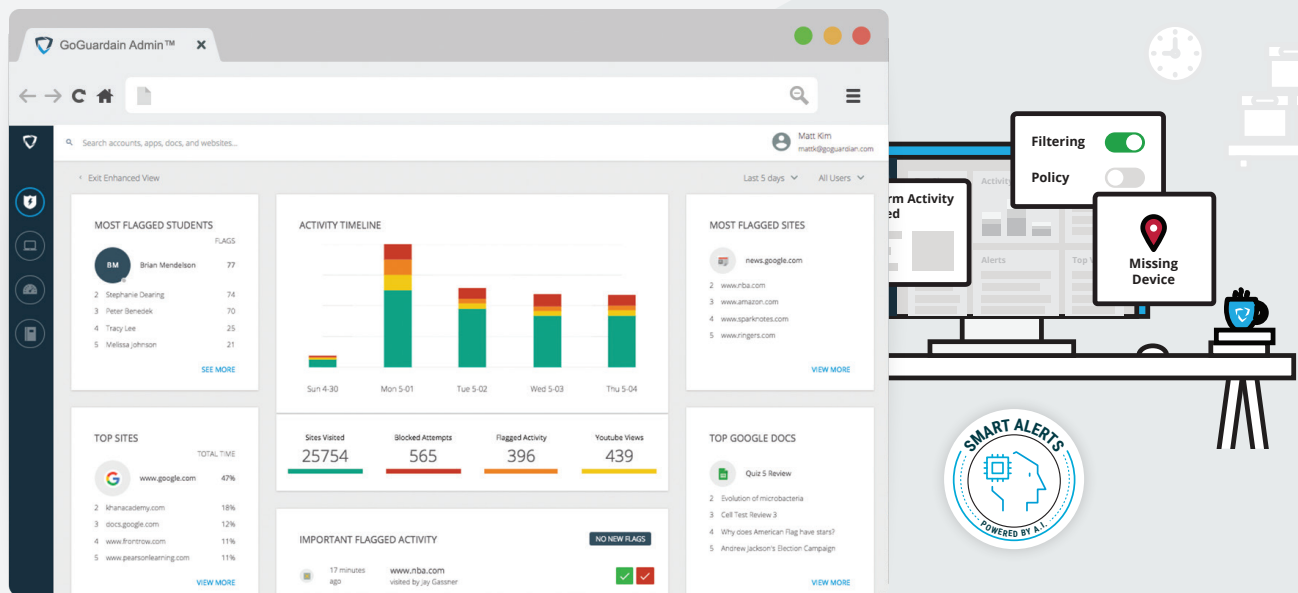 GoGuardain Admin™
Search accounts, apps, docs, and websites...
Matt Kim
mattk@goguardian.com
Exit Enhanced View
Last 5 days
All Users
MOST FLAGGED STUDENTS
FLAGS
BM Brian Mendelson 77
2 Stephanie Dearing 74
3 Peter Benedek 70
4 Tracy Lee 25
5 Melissa Johnson 21
SEE MORE
ACTIVITY TIMELINE
Sun 4-30 Mon 5-01 Tue 5-02 Wed 5-03 Thu 5-04
Sites Visited Blocked Attempts Flagged Activity Youtube Views
25754 565 396 439
MOST FLAGGED SITES
news.google.com
2 www.nba.com
3 www.amazon.com
4 www.sparknotes.com
5 www.ringers.com
VIEW MORE
TOP SITES
TOTAL TIME
G www.google.com 47%
2 khanacademy.com 18%
3 docs.google.com 12%
4 www.frontrow.com 11%
5 www.pearsonlearning.com 11%
VIEW MORE
IMPORTANT FLAGGED ACTIVITY
NO NEW FLAGS
17 minutes
ago
www.nba.com
visited by Jay Gassner
TOP GOOGLE DOCS
Quiz 5 Review
2 Evolution of microbacteria
3 Cell Test Review 3
4 Why does American Flag have stars?
5 Andrew Jackson's Election Campaign
VIEW MORE
Filtering
Policy
rm Activity
ed
Activit
Alerts
Top
Missing
Device
SMART ALERTS
POWERED BY A.I.